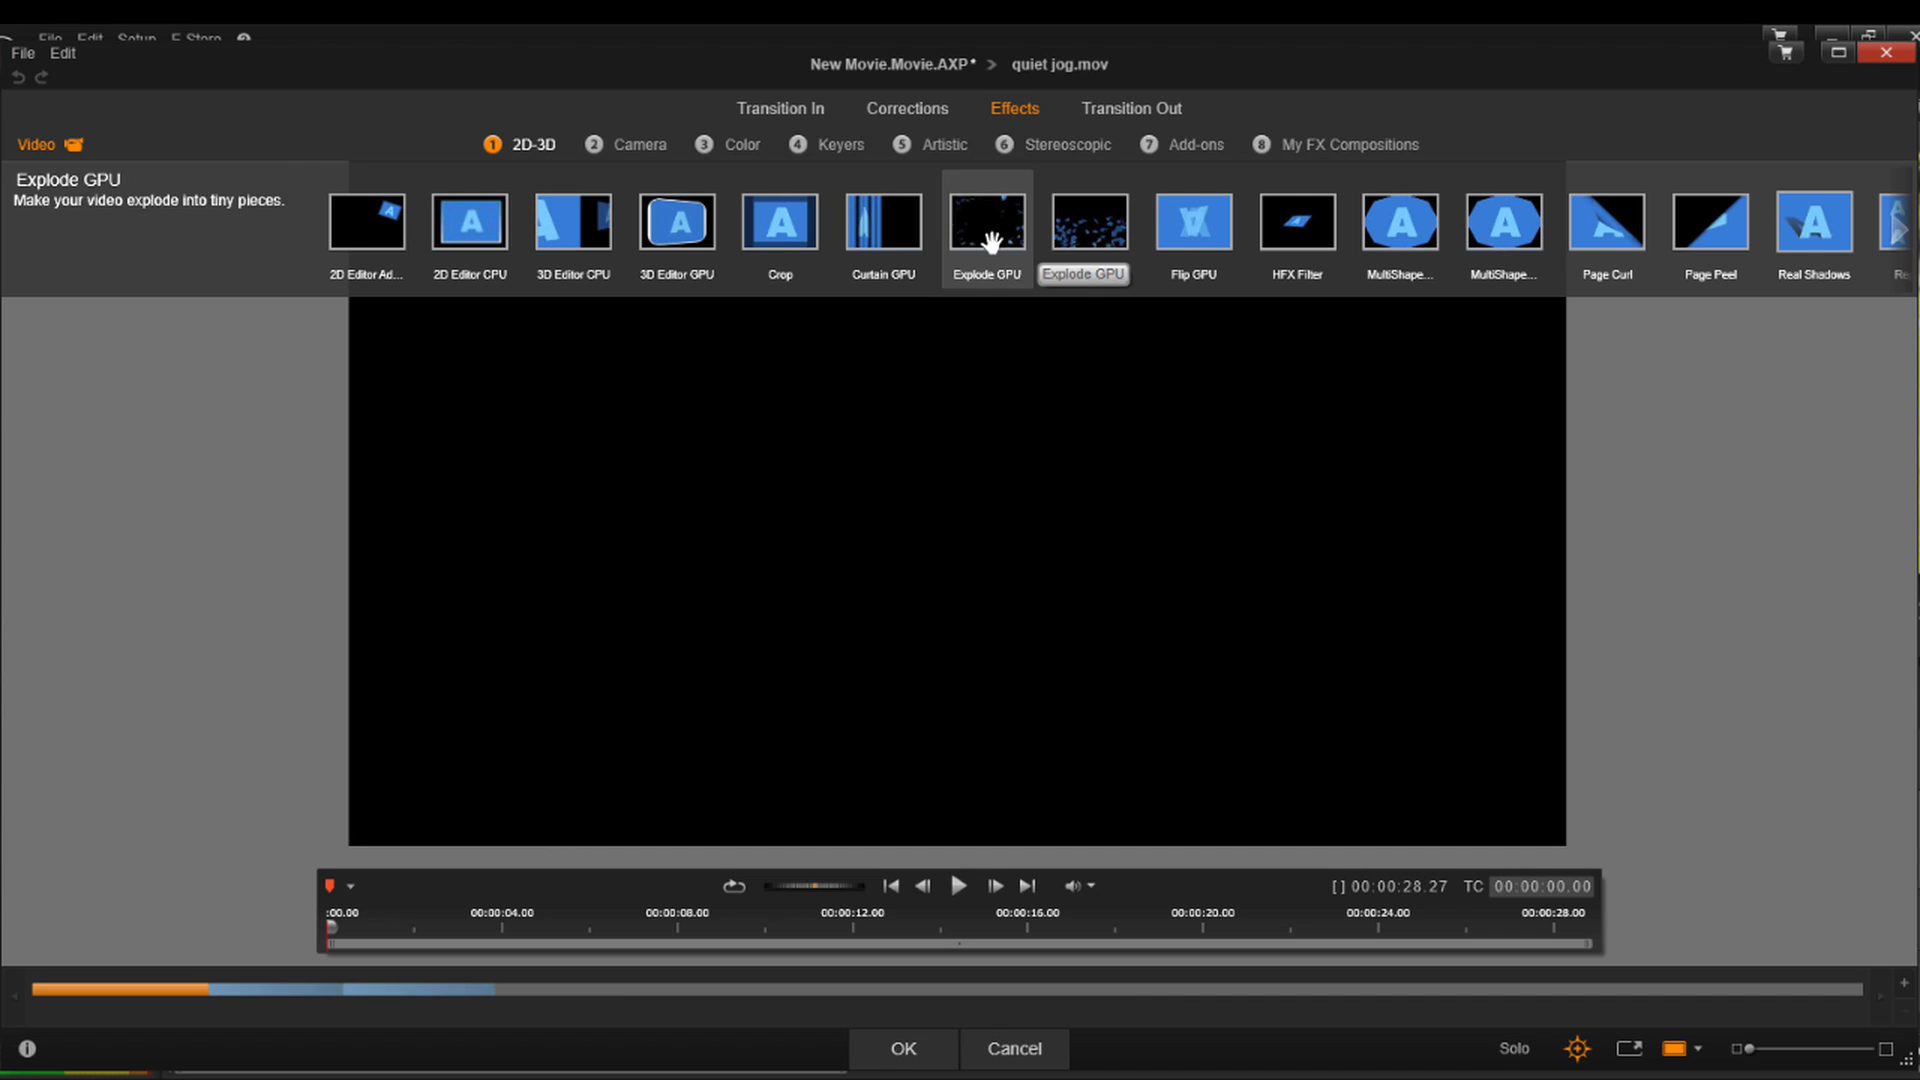 File Edit Setup E-Store
File Edit
New Movie.Movie.AXP* > quiet jog.mov
Transition In Corrections Effects Transition Out
Video 1 2D-3D 2 Camera 3 Color 4 Keyers 5 Artistic 6 Stereoscopic 7 Add-ons 8 My FX Compositions
Explode GPU
Make your video explode into tiny pieces.
2D Editor Ad... 2D Editor CPU 3D Editor CPU 3D Editor GPU Crop Curtain GPU Explode GPU Explode GPU Flip GPU HFX Filter MultiShape... MultiShape... Page Curl Page Peel Real Shadows
[] 00:00:28.27 TC 00:00:00.00
:00.00 00:00:04.00 00:00:08.00 00:00:12.00 00:00:16.00 00:00:20.00 00:00:24.00 00:00:28.00
OK Cancel Solo